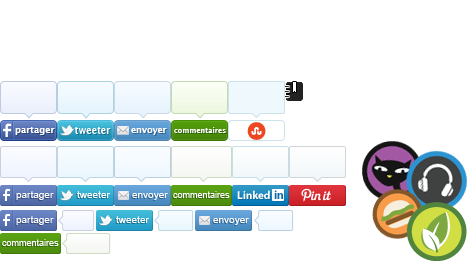 partager tweeter envoyer commentaires
partager tweeter envoyer commentaires Linked in Pin it
partager tweeter envoyer
commentaires